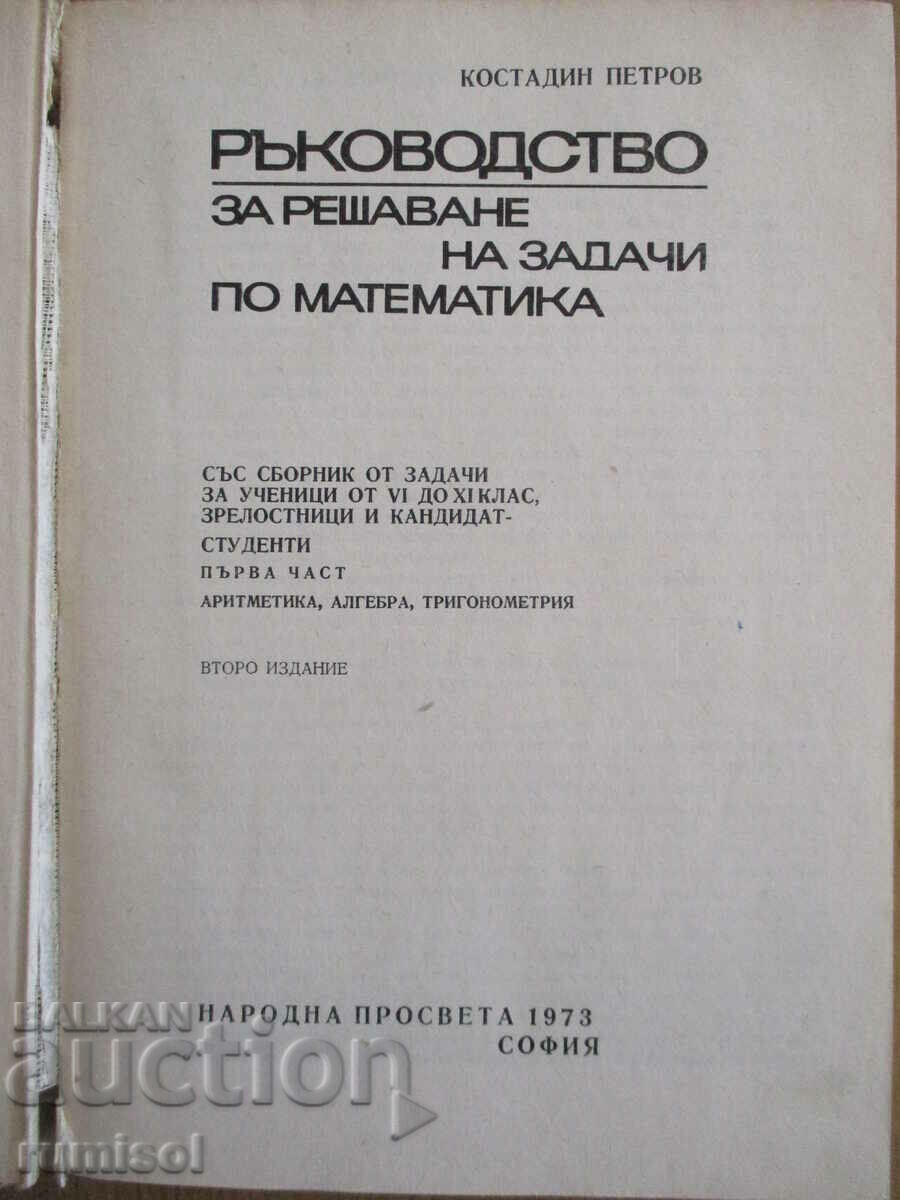 КОСТАДИН ПЕТРОВ
РЪКОВОДСТВО
ЗА РЕШАВАНЕ
НА ЗАДАЧИ
ПО МАТЕМАТИКА
СЪС СБОРНИК ОТ ЗАДАЧИ
ЗА УЧЕНИЦИ ОТ VI ДО XI КЛАС,
ЗРЕЛОСТНИЦИ И КАНДИДАТ-
СТУДЕНТИ
ПЪРВА ЧАСТ
АРИТМЕТИКА, АЛГЕБРА, ТРИГОНОМЕТРИЯ
ВТОРО ИЗДАНИЕ
НАРОДНА ПРОСВЕТА 1973
СОФИЯ
BALKAN
auction
rumisol